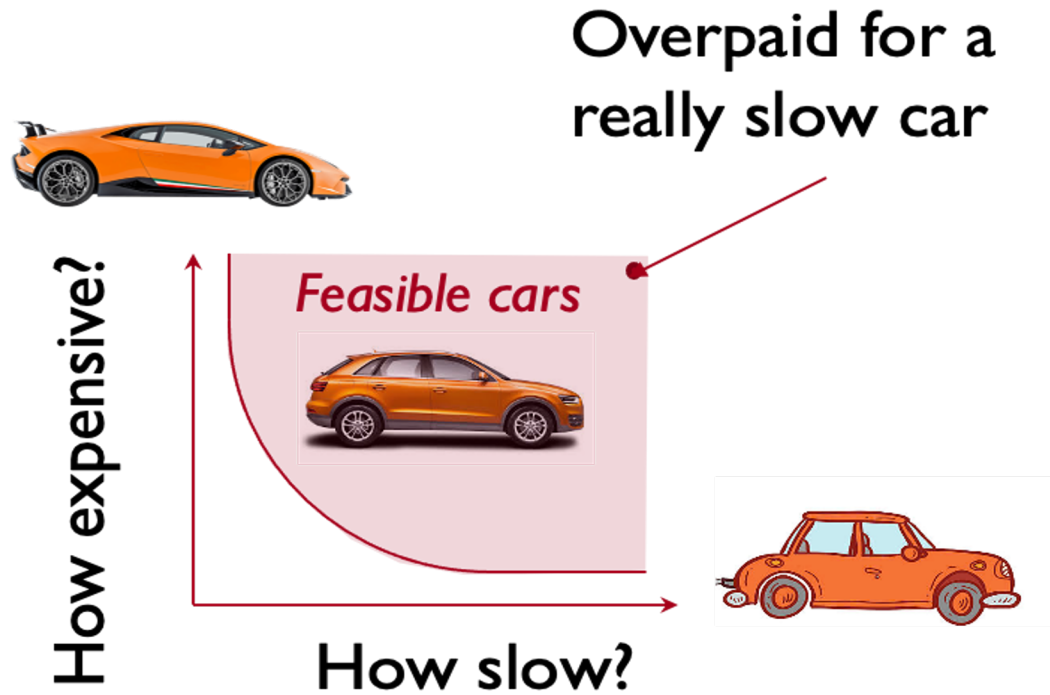 Overpaid for a
really slow car
Feasible cars
How expensive?
How slow?